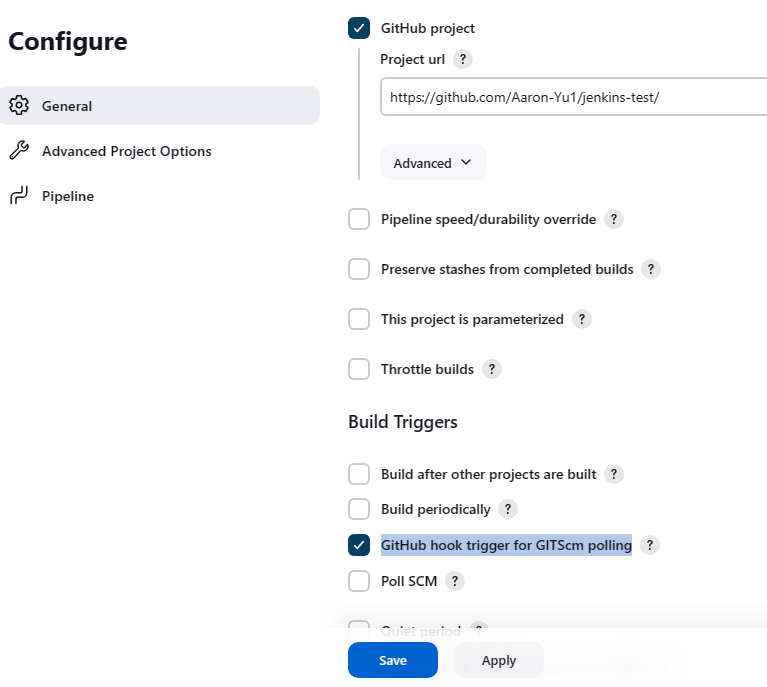 Configure
General
Advanced Project Options
Pipeline
GitHub project
Project url ?
https://github.com/Aaron-Yu1/jenkins-test/
Advanced
Pipeline speed/durability override ?
Preserve stashes from completed builds ?
This project is parameterized ?
Throttle builds ?
Build Triggers
Build after other projects are built ?
Build periodically ?
GitHub hook trigger for GITScm polling ?
Poll SCM ?
Quiet period ?
Save
Apply